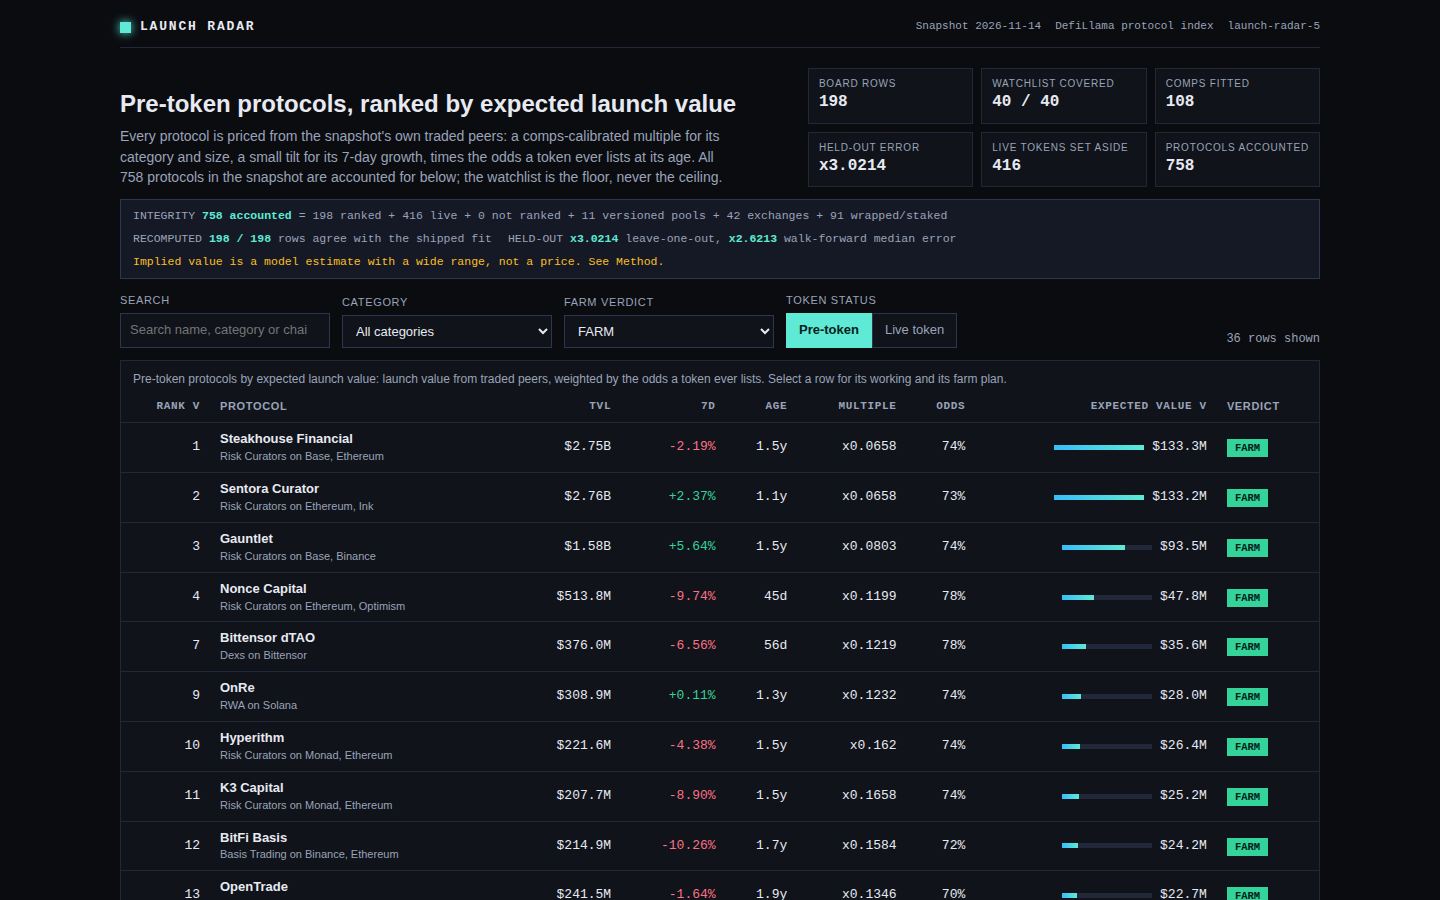 LAUNCH RADAR
Snapshot 2026-11-14 DefiLlama protocol index launch-radar-5
Pre-token protocols, ranked by expected launch value
Every protocol is priced from the snapshot's own traded peers: a comps-calibrated multiple for its
category and size, a small tilt for its 7-day growth, times the odds a token ever lists at its age. All
758 protocols in the snapshot are accounted for below; the watchlist is the floor, never the ceiling.
BOARD ROWS
198
WATCHLIST COVERED
40 / 40
COMPS FITTED
108
HELD-OUT ERROR
x3.0214
LIVE TOKENS SET ASIDE
416
PROTOCOLS ACCOUNTED
758
INTEGRITY 758 accounted = 198 ranked + 416 live + 0 not ranked + 11 versioned pools + 42 exchanges + 91 wrapped/staked
RECOMPUTED 198 / 198 rows agree with the shipped fit HELD-OUT x3.0214 leave-one-out, x2.6213 walk-forward median error
Implied value is a model estimate with a wide range, not a price. See Method.
SEARCH
Search name, category or chai
CATEGORY
All categories
FARM VERDICT
FARM
TOKEN STATUS
Pre-token Live token
36 rows shown
Pre-token protocols by expected launch value: launch value from traded peers, weighted by the odds a token ever lists. Select a row for its working and its farm plan.
RANK V PROTOCOL TVL 7D AGE MULTIPLE ODDS EXPECTED VALUE V VERDICT
1 Steakhouse Financial $2.75B -2.19% 1.5y x0.0658 74% $133.3M FARM
Risk Curators on Base, Ethereum
2 Sentora Curator $2.76B +2.37% 1.1y x0.0658 73% $133.2M FARM
Risk Curators on Ethereum, Ink
3 Gauntlet $1.58B +5.64% 1.5y x0.0803 74% $93.5M FARM
Risk Curators on Base, Binance
4 Nonce Capital $513.8M -9.74% 45d x0.1199 78% $47.8M FARM
Risk Curators on Ethereum, Optimism
7 Bittensor dTAO $376.0M -6.56% 56d x0.1219 78% $35.6M FARM
Dexs on Bittensor
9 OnRe $308.9M +0.11% 1.3y x0.1232 74% $28.0M FARM
RWA on Solana
10 Hyperithm $221.6M -4.38% 1.5y x0.162 74% $26.4M FARM
Risk Curators on Monad, Ethereum
11 K3 Capital $207.7M -8.90% 1.5y x0.1658 74% $25.2M FARM
Risk Curators on Monad, Ethereum
12 BitFi Basis $214.9M -10.26% 1.7y x0.1584 72% $24.2M FARM
Basis Trading on Binance, Ethereum
13 OpenTrade $241.5M -1.64% 1.9y x0.1346 70% $22.7M FARM